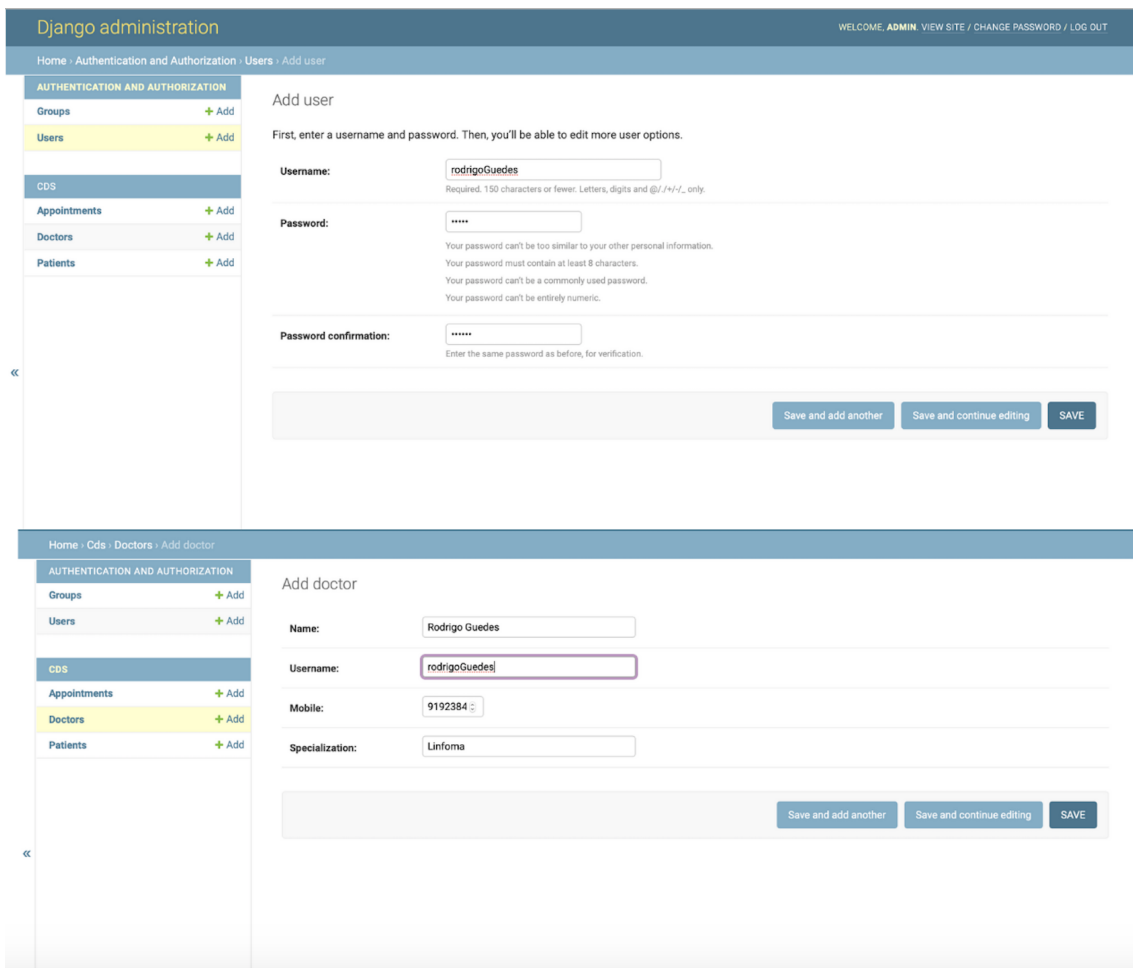 Django administration
WELCOME, ADMIN. VIEW SITE / CHANGE PASSWORD / LOG OUT
Home › Authentication and Authorization › Users › Add user
AUTHENTICATION AND AUTHORIZATION
Groups + Add
Users + Add
CDS
Appointments + Add
Doctors + Add
Patients + Add
«
Add user
First, enter a username and password. Then, you'll be able to edit more user options.
Username: rodrigoGuedes
Required. 150 characters or fewer. Letters, digits and @/./+/-/_ only.
Password: •••••
Your password can't be too similar to your other personal information.
Your password must contain at least 8 characters.
Your password can't be a commonly used password.
Your password can't be entirely numeric.
Password confirmation: ••••••
Enter the same password as before, for verification.
Save and add another Save and continue editing SAVE
Home › Cds › Doctors › Add doctor
AUTHENTICATION AND AUTHORIZATION
Groups + Add
Users + Add
CDS
Appointments + Add
Doctors + Add
Patients + Add
«
Add doctor
Name: Rodrigo Guedes
Username: rodrigoGuedes
Mobile: 9192384
Specialization: Linfoma
Save and add another Save and continue editing SAVE